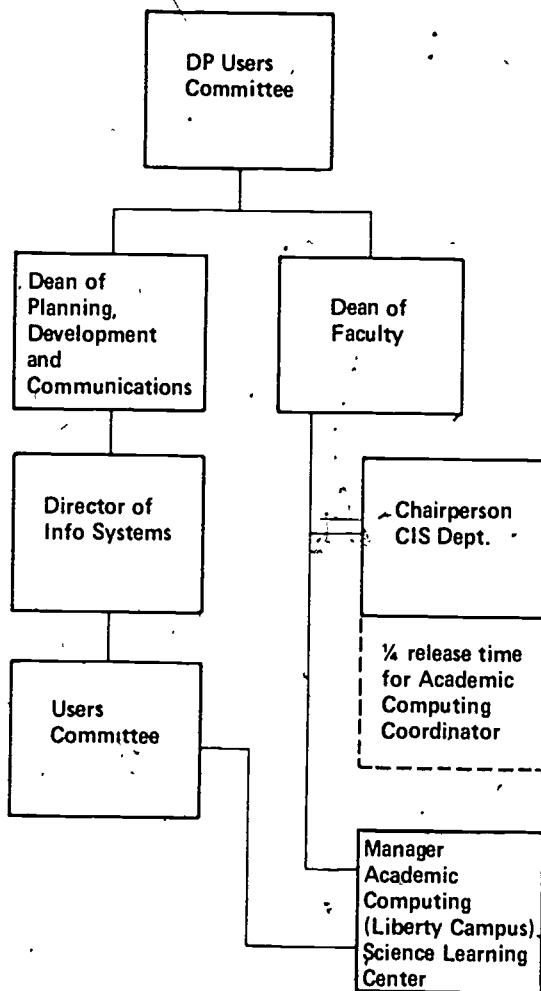 DP Users
Committee
Dean of
Planning,
Development
and
Communications
Dean of
Faculty
Director of
Info Systems
Chairperson
CIS Dept.
¼ release time
for Academic
Computing
Coordinator
Users
Committee
Manager
Academic
Computing
(Liberty Campus)
Science Learning
Center